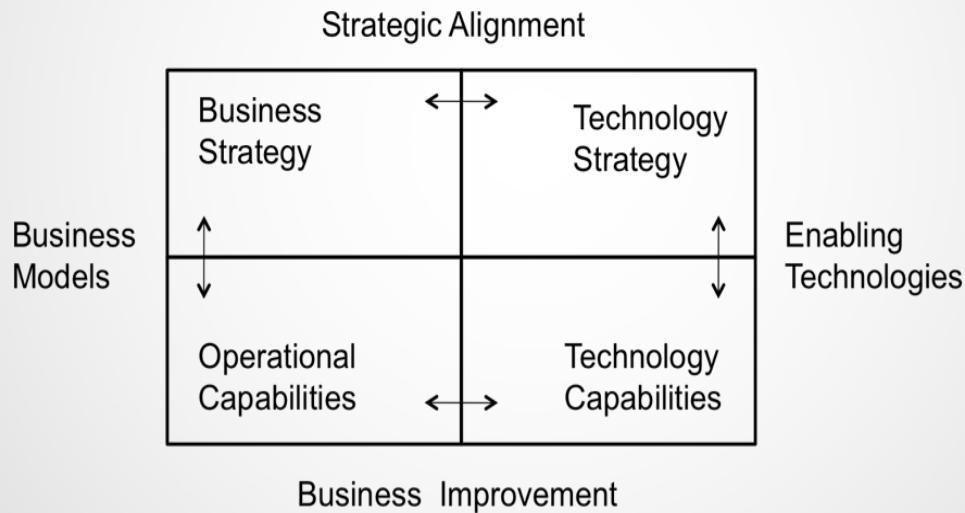 Strategic Alignment
Business
Strategy
Technology
Strategy
Business
Models
Enabling
Technologies
Operational
Capabilities
Technology
Capabilities
Business Improvement